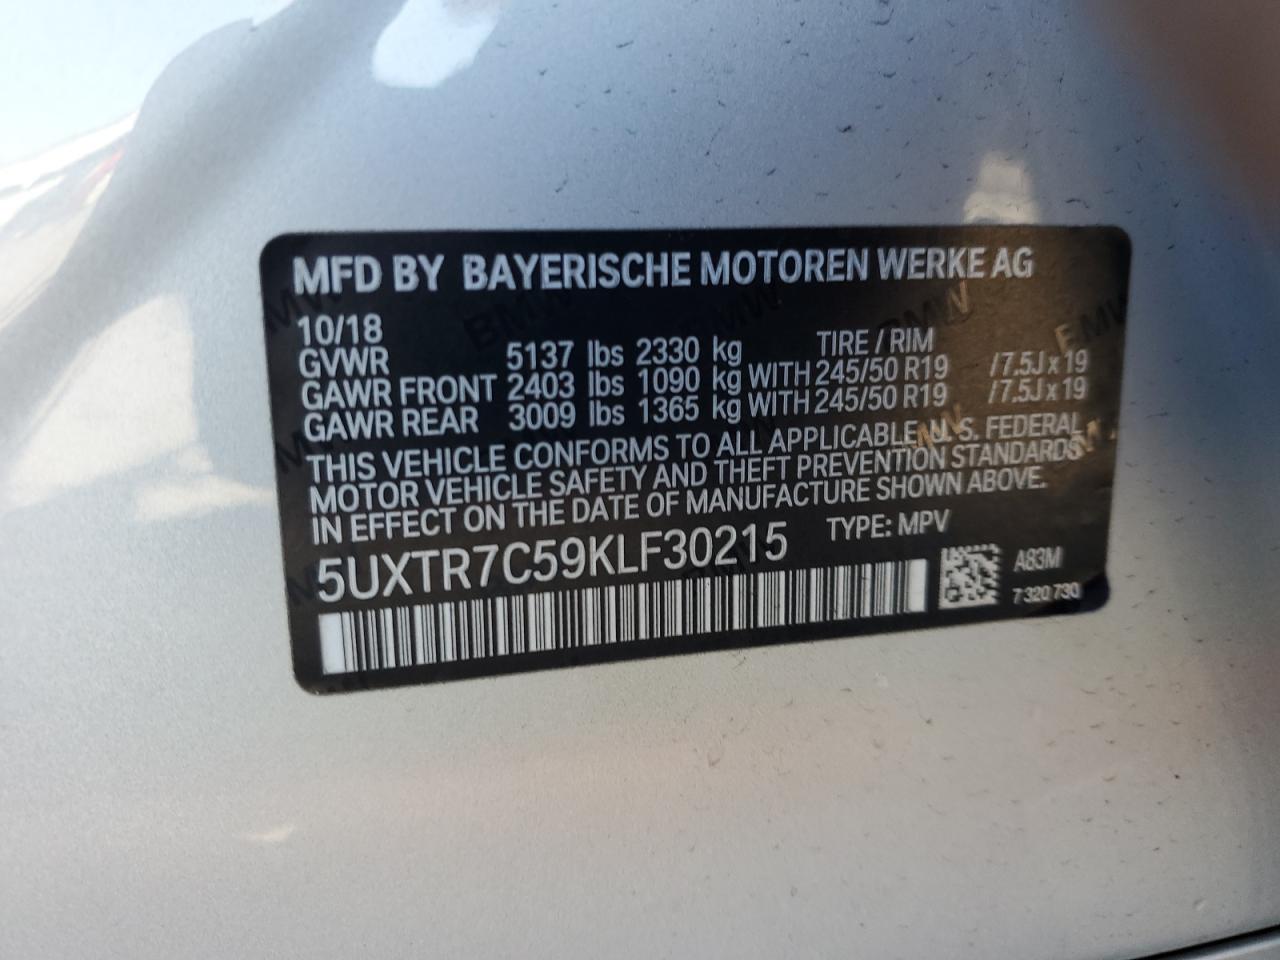 MFD BY BAYERISCHE MOTOREN WERKE AG
10/18 TIRE / RIM
GVWR 5137 lbs 2330 kg
GAWR FRONT 2403 lbs 1090 kg WITH 245/50 R19 /7.5J x 19
GAWR REAR 3009 lbs 1365 kg WITH 245/50 R19 /7.5J x 19
THIS VEHICLE CONFORMS TO ALL APPLICABLE U.S. FEDERAL
MOTOR VEHICLE SAFETY AND THEFT PREVENTION STANDARDS
IN EFFECT ON THE DATE OF MANUFACTURE SHOWN ABOVE.
5UXTR7C59KLF30215 TYPE: MPV
A83M
7 320 730